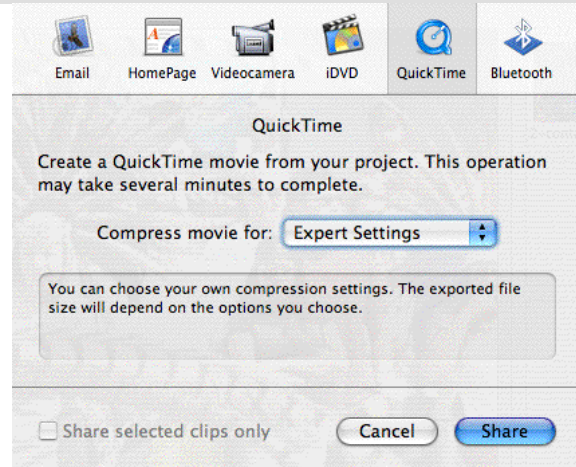 Email HomePage Videocamera iDVD QuickTime Bluetooth
QuickTime
Create a QuickTime movie from your project. This operation
may take several minutes to complete.
Compress movie for: Expert Settings
You can choose your own compression settings. The exported file
size will depend on the options you choose.
Share selected clips only Cancel Share